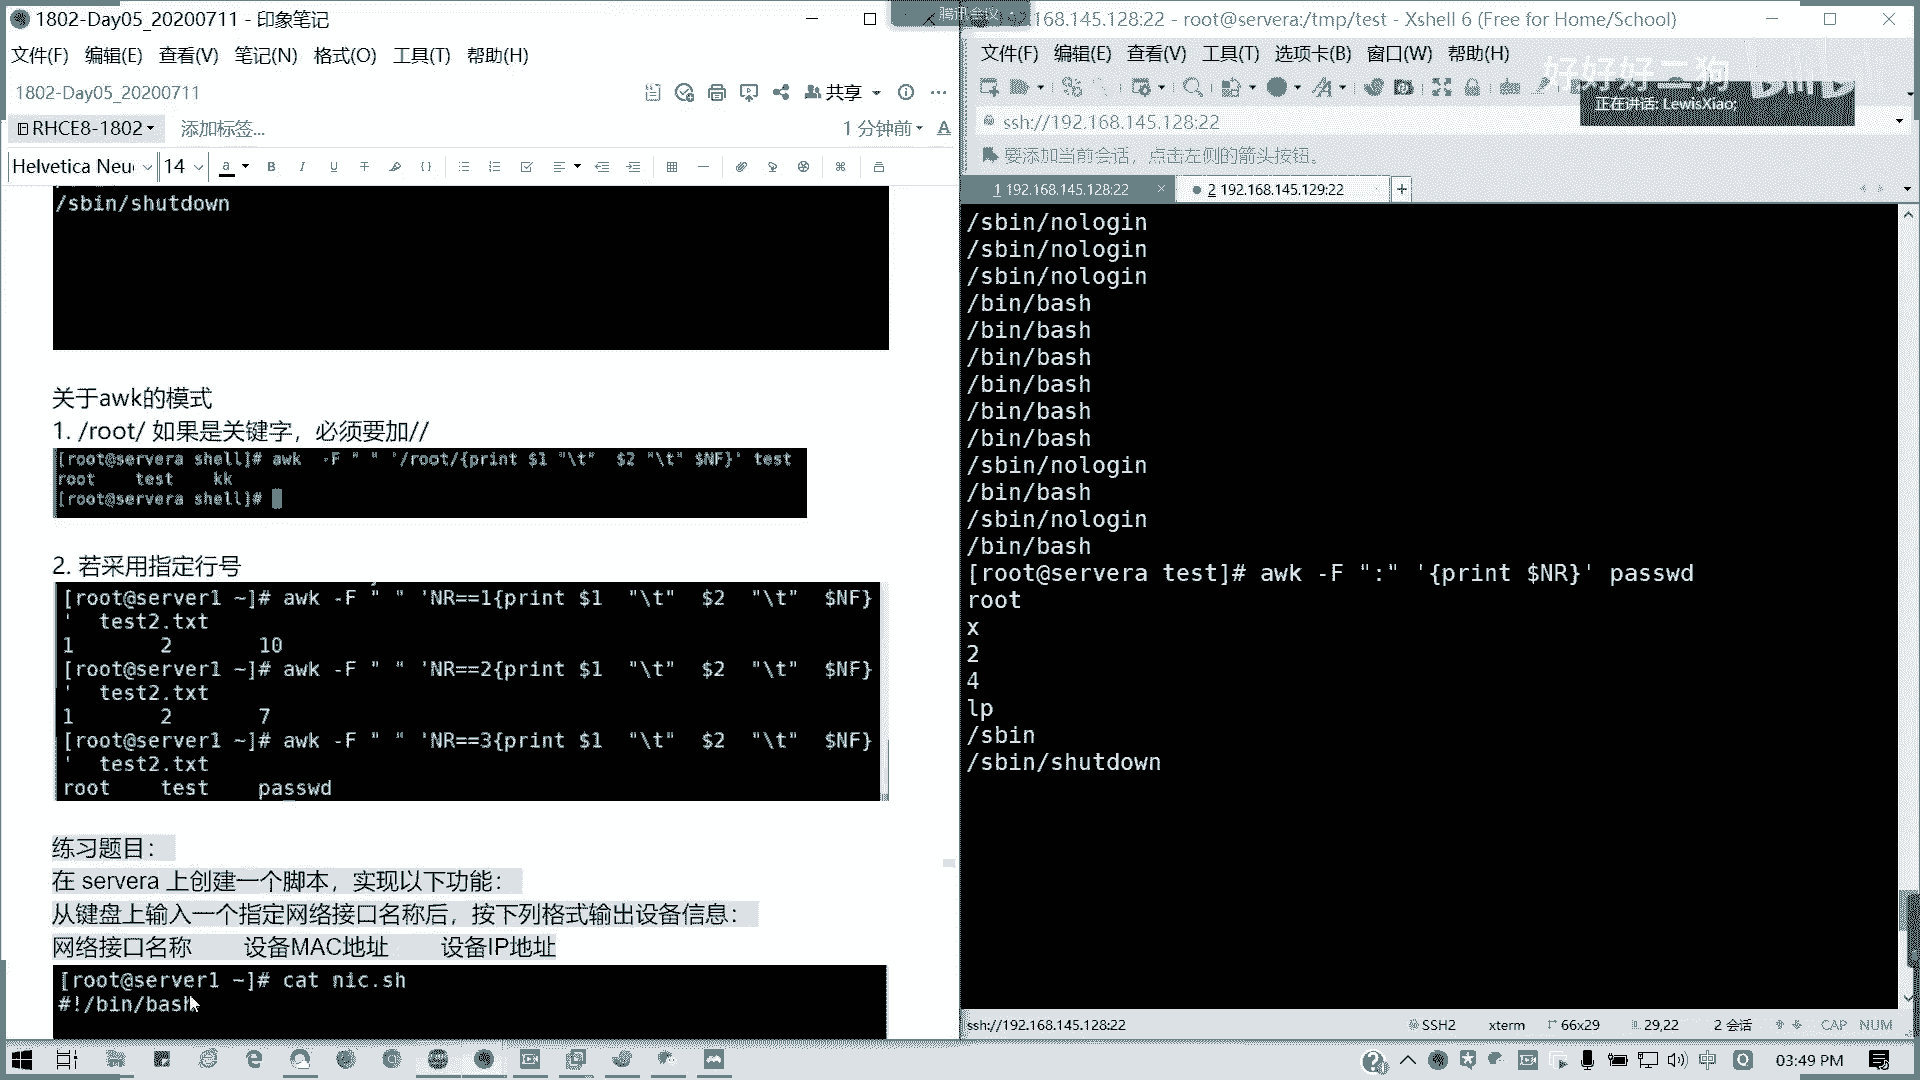 1802-Day05_20200711 - 印象笔记
文件(F) 编辑(E) 查看(V) 笔记(N) 格式(O) 工具(T) 帮助(H)
1802-Day05_20200711
共享
RHCE8-1802
添加标签...
1 分钟前
Helvetica Neu 14
/sbin/shutdown
关于awk的模式
1. /root/ 如果是关键字，必须要加//
[root@servera shell]# awk  -F " " '/root/{print $1 "\t"  $2 "\t" $NF}' test
root    test    kk
[root@servera shell]#
2. 若采用指定行号
[root@server1 ~]# awk -F " " 'NR==1{print $1  "\t"  $2  "\t"  $NF}
'  test2.txt
1       2       10
[root@server1 ~]# awk -F " " 'NR==2{print $1  "\t"  $2  "\t"  $NF}
'  test2.txt
1       2       7
[root@server1 ~]# awk -F " " 'NR==3{print $1  "\t"  $2  "\t"  $NF}
'  test2.txt
root    test    passwd
练习题目：
在 servera 上创建一个脚本，实现以下功能：
从键盘上输入一个指定网络接口名称后，按下列格式输出设备信息：
网络接口名称 设备MAC地址 设备IP地址
[root@server1 ~]# cat nic.sh
#!/bin/bash
腾讯会议
168.145.128:22 - root@servera:/tmp/test - Xshell 6 (Free for Home/School)
文件(F) 编辑(E) 查看(V) 工具(T) 选项卡(B) 窗口(W) 帮助(H)
好好好二狗
正在讲话: LewisXiao;
ssh://192.168.145.128:22
要添加当前会话，点击左侧的箭头按钮。
1 192.168.145.128:22
2 192.168.145.129:22
/sbin/nologin
/sbin/nologin
/sbin/nologin
/bin/bash
/bin/bash
/bin/bash
/bin/bash
/bin/bash
/bin/bash
/sbin/nologin
/bin/bash
/sbin/nologin
/bin/bash
[root@servera test]# awk -F ":" '{print $NR}' passwd
root
x
2
4
lp
/sbin
/sbin/shutdown
ssh://192.168.145.128:22 SSH2 xterm 66x29 29,22 2 会话 CAP NUM
中 03:49 PM